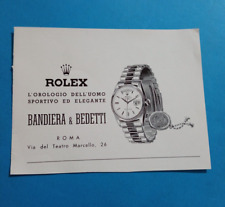 ROLEX
L'OROLOGIO DELL'UOMO
SPORTIVO ED ELEGANTE
BANDIERA & BEDETTI
ROMA
Via del Teatro Marcello, 26